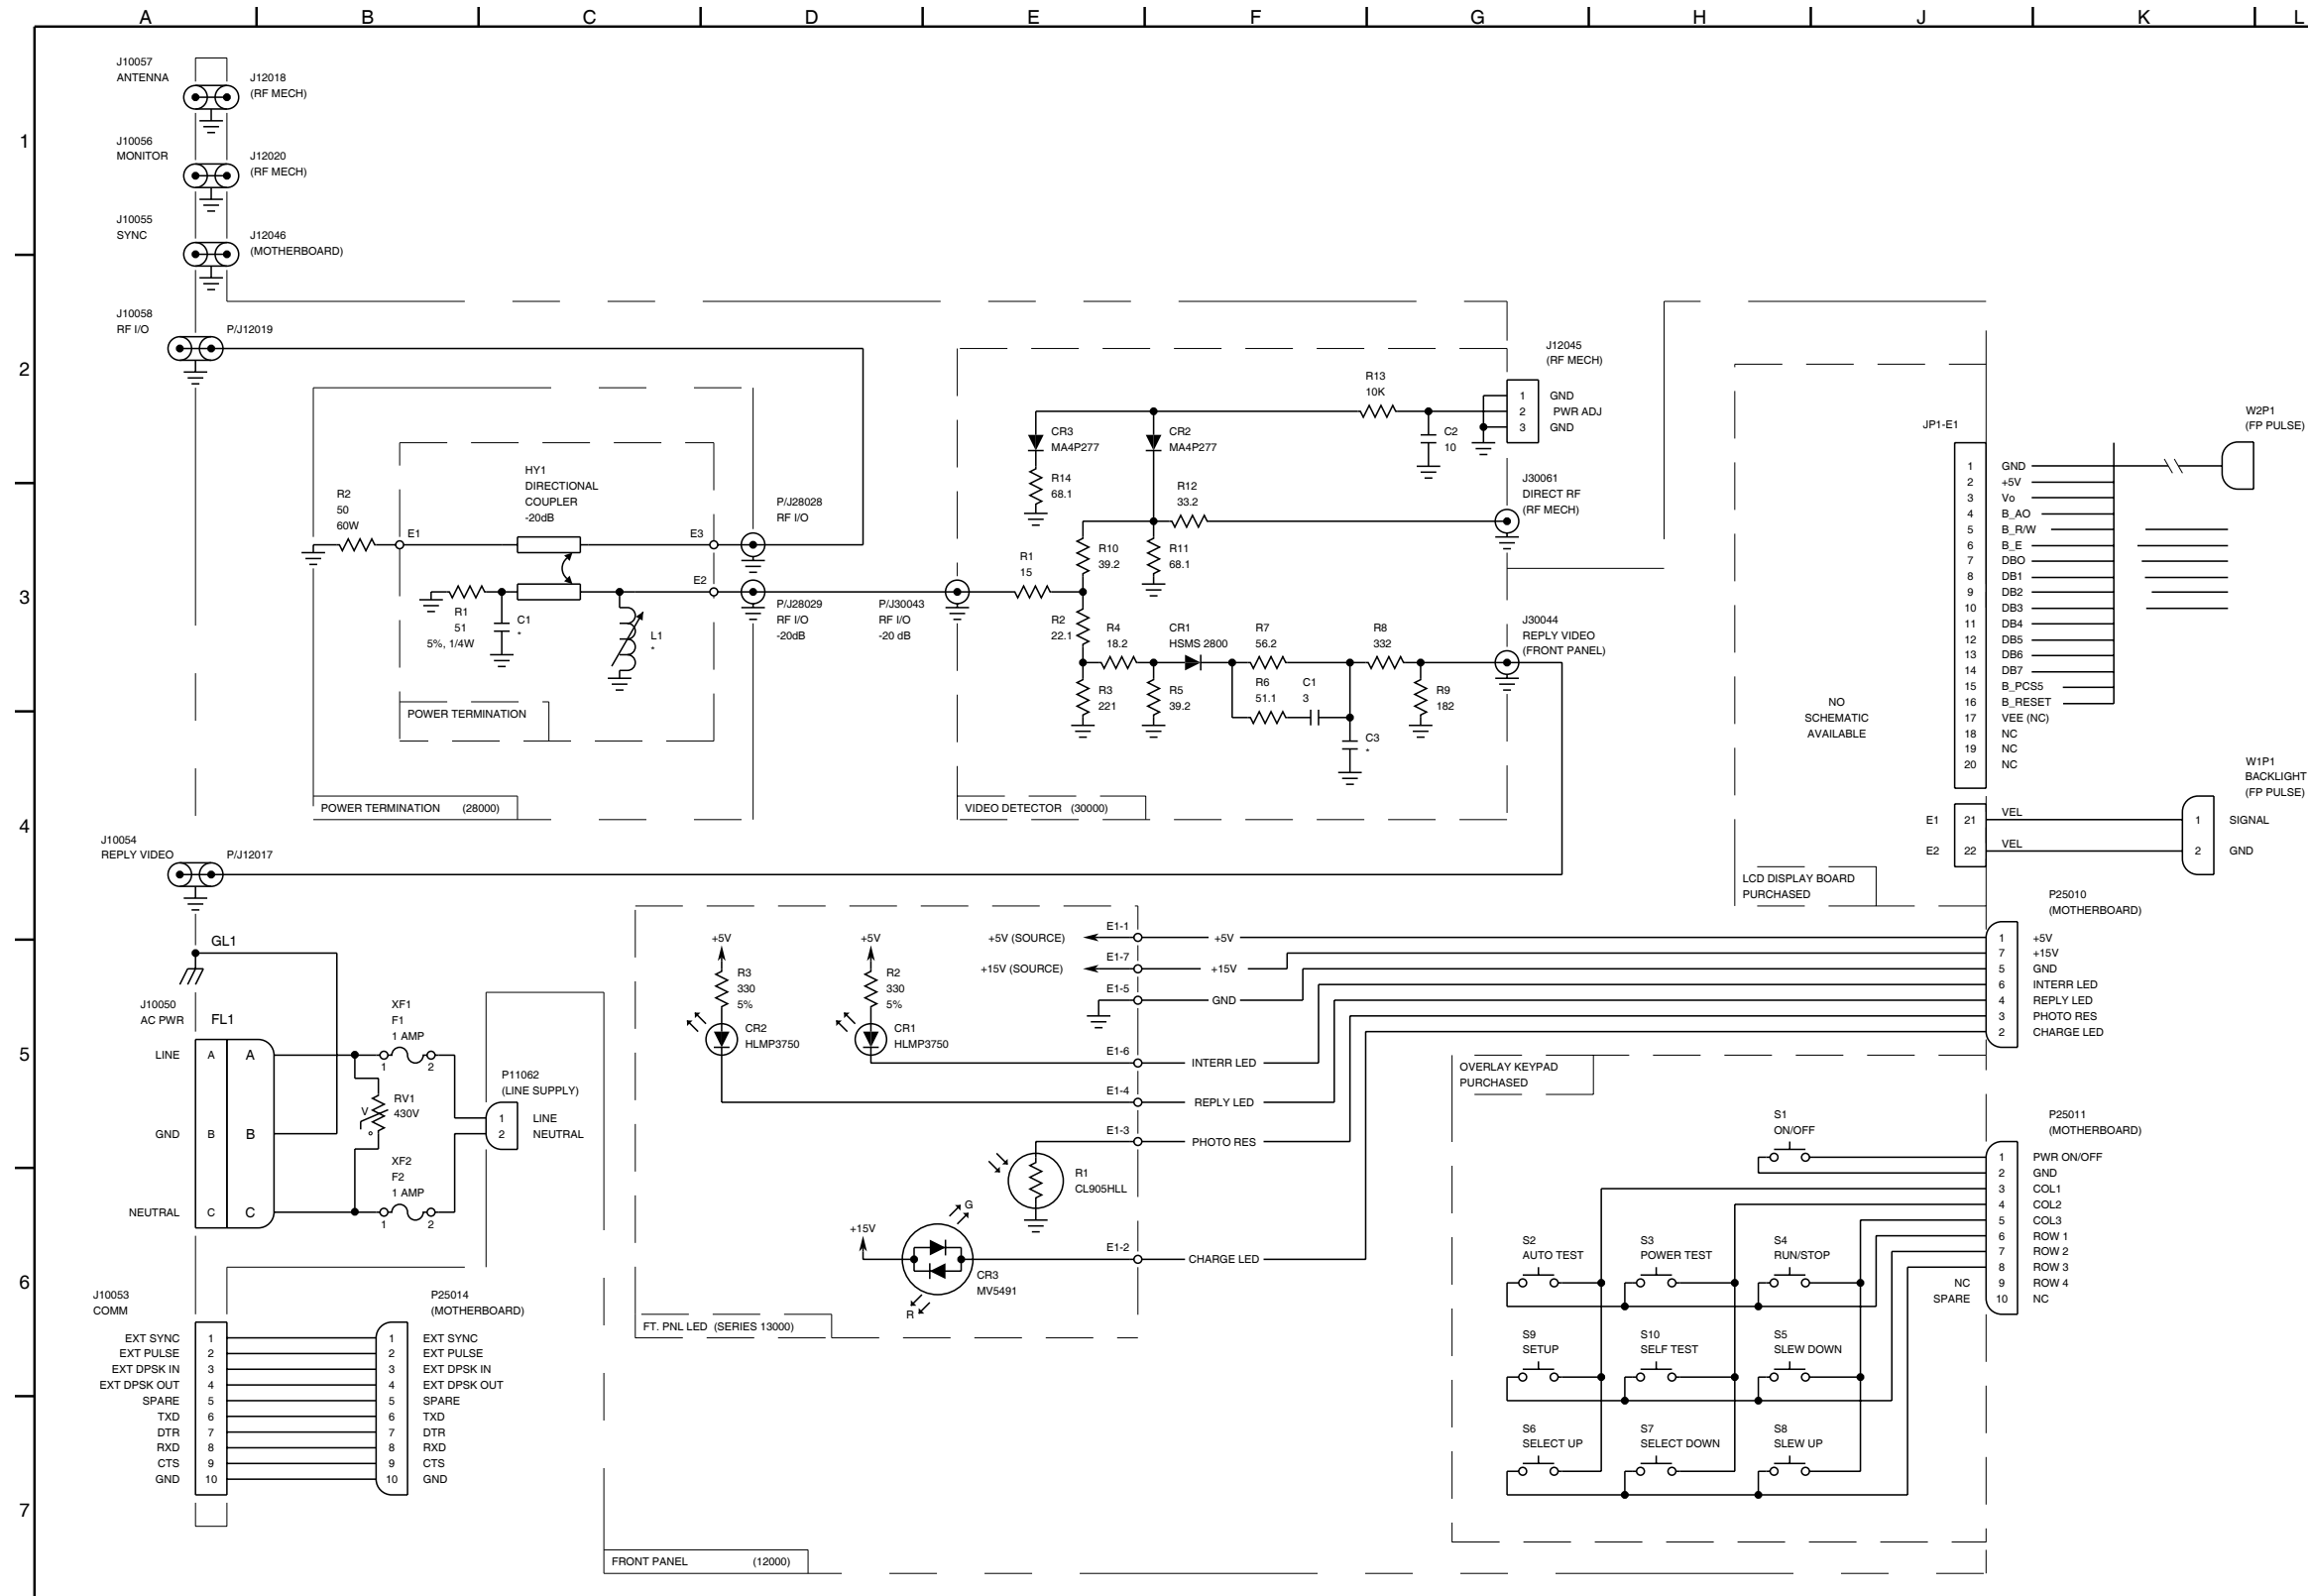 A B C D E F G H J K L
1
2
3
4
5
6
7
J10057
ANTENNA
J12018
(RF MECH)
J10056
MONITOR
J12020
(RF MECH)
J10055
SYNC
J12046
(MOTHERBOARD)
J10058
RF I/O
P/J12019
HY1
DIRECTIONAL
COUPLER
-20dB
R2
50
60W
E1
E3
E2
R1
51
5%, 1/4W
C1
*
L1
*
POWER TERMINATION
POWER TERMINATION (28000)
P/J28028
RF I/O
P/J28029
RF I/O
-20dB
P/J30043
RF I/O
-20 dB
J12045
(RF MECH)
R13
10K
1 GND
2 PWR ADJ
3 GND
CR3
MA4P277
CR2
MA4P277
C2
10
R14
68.1
R12
33.2
J30061
DIRECT RF
(RF MECH)
R1
15
R10
39.2
R11
68.1
R2
22.1
R4
18.2
CR1
HSMS 2800
R7
56.2
R8
332
J30044
REPLY VIDEO
(FRONT PANEL)
R3
221
R5
39.2
R6
51.1
C1
3
R9
182
C3
*
VIDEO DETECTOR (30000)
JP1-E1
W2P1
(FP PULSE)
1 GND
2 +5V
3 Vo
4 B_AO
5 B_R/W
6 B_E
7 DBO
8 DB1
9 DB2
10 DB3
11 DB4
12 DB5
13 DB6
14 DB7
15 B_PCS5
16 B_RESET
17 VEE (NC)
18 NC
19 NC
20 NC
NO
SCHEMATIC
AVAILABLE
W1P1
BACKLIGHT
(FP PULSE)
E1 21 VEL 1 SIGNAL
E2 22 VEL 2 GND
LCD DISPLAY BOARD
PURCHASED
J10054
REPLY VIDEO
P/J12017
GL1
J10050
AC PWR
FL1
XF1
F1
1 AMP
1 2
LINE A A
P11062
(LINE SUPPLY)
V
RV1
430V
1 LINE
2 NEUTRAL
GND B B
XF2
F2
1 AMP
1 2
NEUTRAL C C
+5V
+5V
R3
330
5%
R2
330
5%
CR2
HLMP3750
CR1
HLMP3750
+5V (SOURCE)
E1-1
+5V
+15V (SOURCE)
E1-7
+15V
E1-5
GND
E1-6
INTERR LED
E1-4
REPLY LED
E1-3
PHOTO RES
R1
CL905HLL
+15V
G
R
CR3
MV5491
E1-2
CHARGE LED
FT. PNL LED (SERIES 13000)
P25010
(MOTHERBOARD)
1 +5V
7 +15V
5 GND
6 INTERR LED
4 REPLY LED
3 PHOTO RES
2 CHARGE LED
OVERLAY KEYPAD
PURCHASED
P25011
(MOTHERBOARD)
S1
ON/OFF
1 PWR ON/OFF
2 GND
3 COL1
4 COL2
5 COL3
6 ROW 1
7 ROW 2
8 ROW 3
NC 9 ROW 4
SPARE 10 NC
S2
AUTO TEST
S3
POWER TEST
S4
RUN/STOP
S9
SETUP
S10
SELF TEST
S5
SLEW DOWN
S6
SELECT UP
S7
SELECT DOWN
S8
SLEW UP
J10053
COMM
P25014
(MOTHERBOARD)
EXT SYNC 1 1 EXT SYNC
EXT PULSE 2 2 EXT PULSE
EXT DPSK IN 3 3 EXT DPSK IN
EXT DPSK OUT 4 4 EXT DPSK OUT
SPARE 5 5 SPARE
TXD 6 6 TXD
DTR 7 7 DTR
RXD 8 8 RXD
CTS 9 9 CTS
GND 10 10 GND
FRONT PANEL (12000)